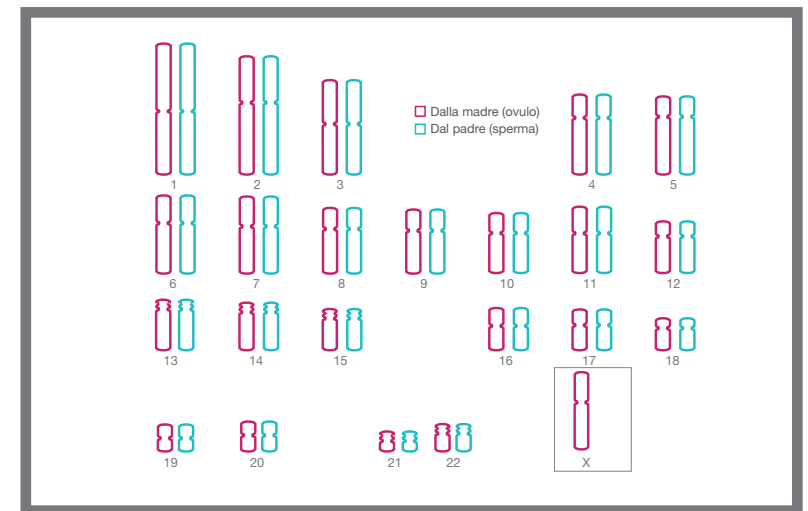 Dalla madre (ovulo)
Dal padre (sperma)
1 2 3 4 5
6 7 8 9 10 11 12
13 14 15 16 17 18
19 20 21 22 X